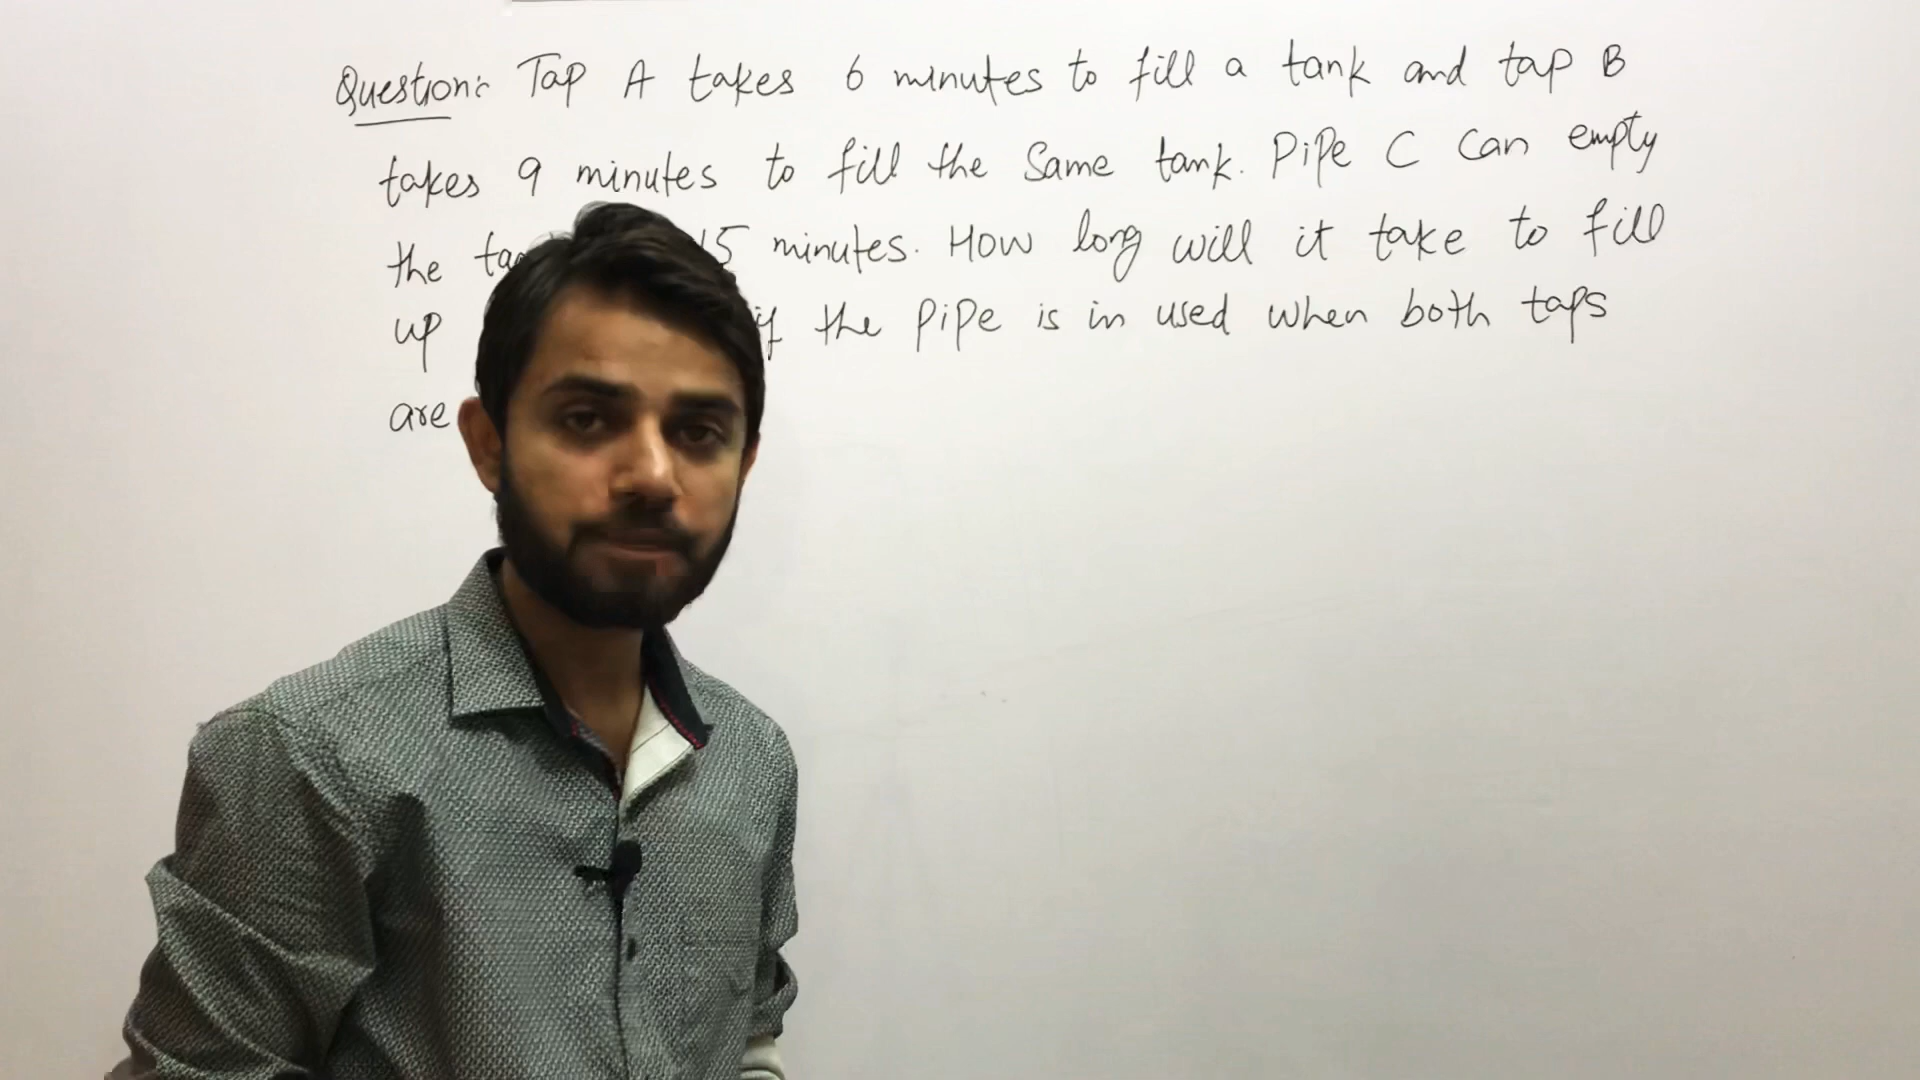 Question: Tap A takes 6 minutes to fill a tank and tap B
takes 9 minutes to fill the Same tank. Pipe C can empty
the 15 minutes. How long will it take to fill
up if the pipe is in used when both taps
are